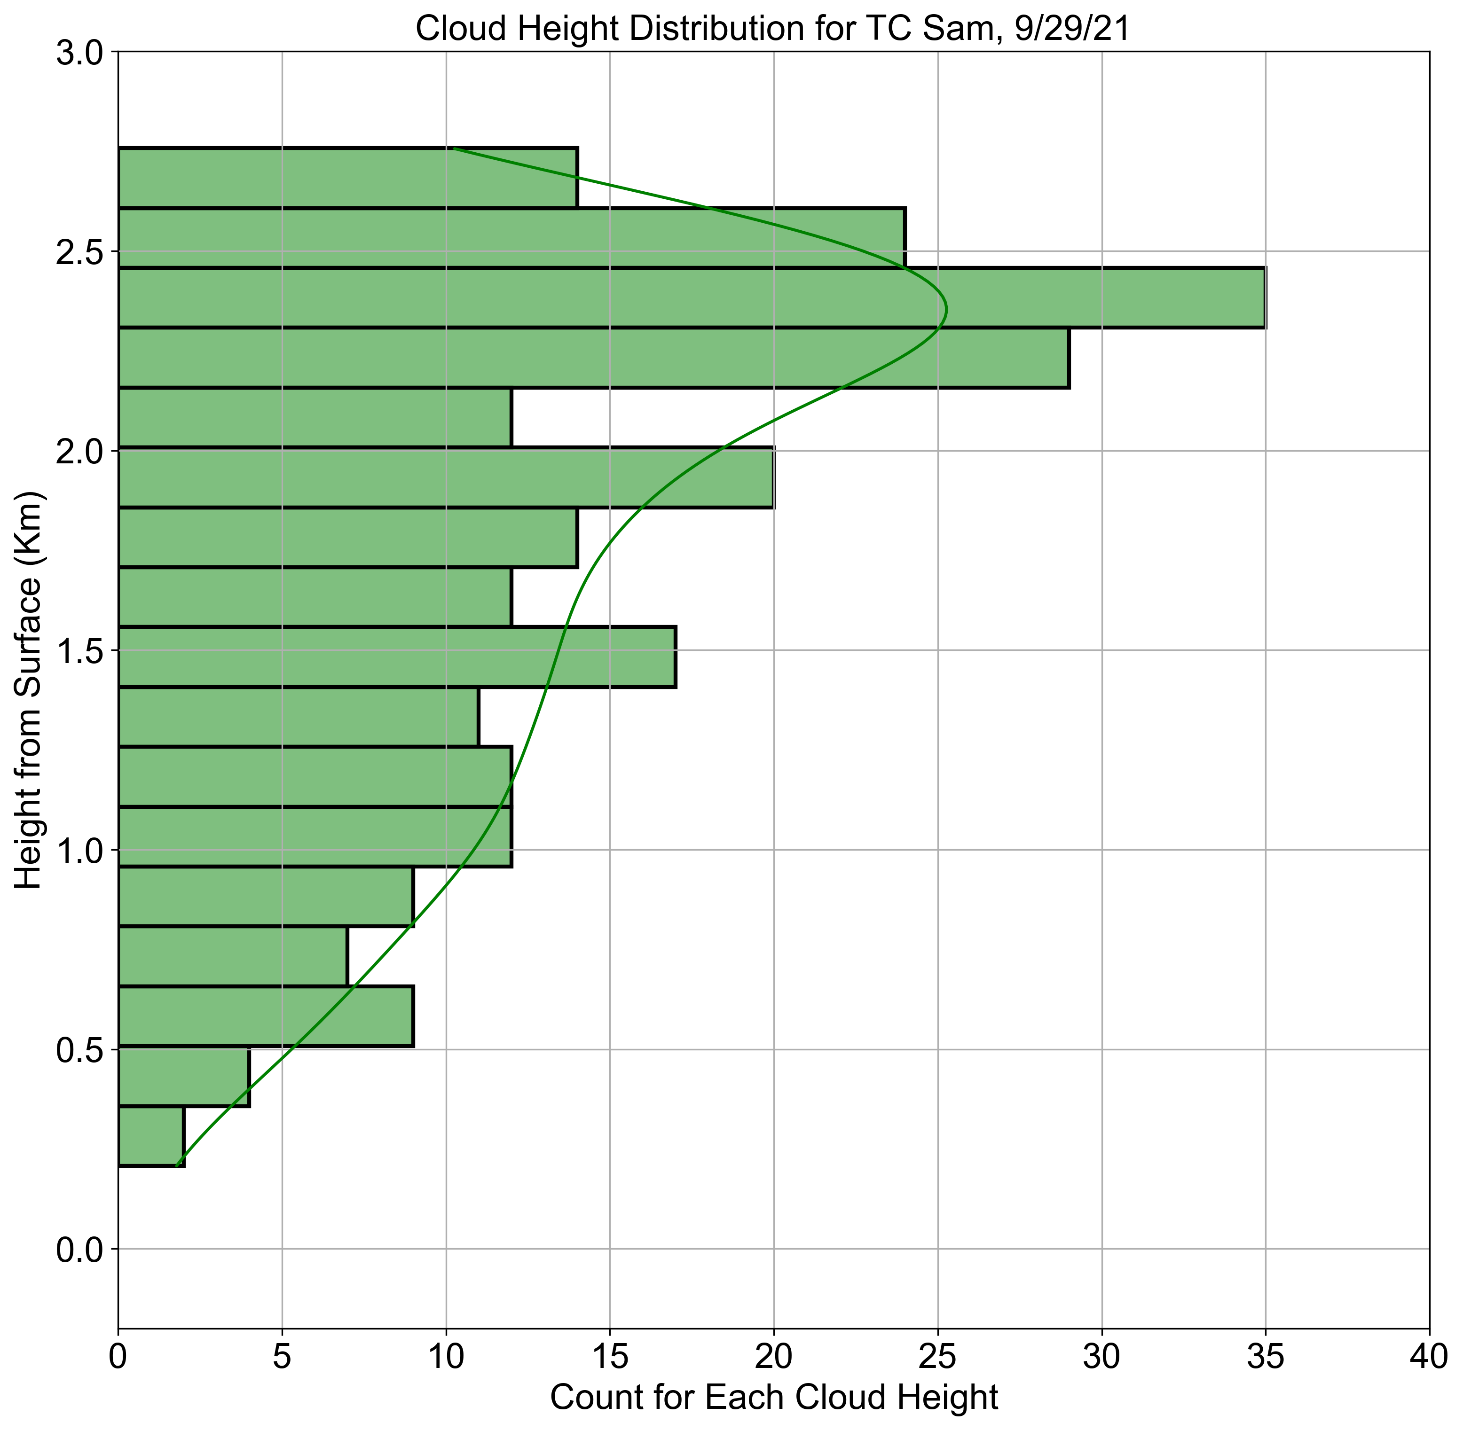 Cloud Height Distribution for TC Sam, 9/29/21
3.0
2.5
2.0
1.5
1.0
0.5
0.0
Height from Surface (Km)
0 5 10 15 20 25 30 35 40
Count for Each Cloud Height